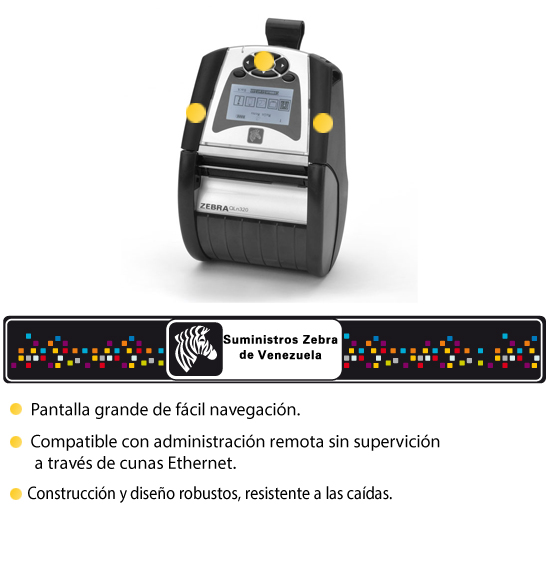 ZEBRA QLn320
Suministros Zebra
de Venezuela
Pantalla grande de fácil navegación.
Compatible con administración remota sin supervición
a través de cunas Ethernet.
Construcción y diseño robustos, resistente a las caídas.